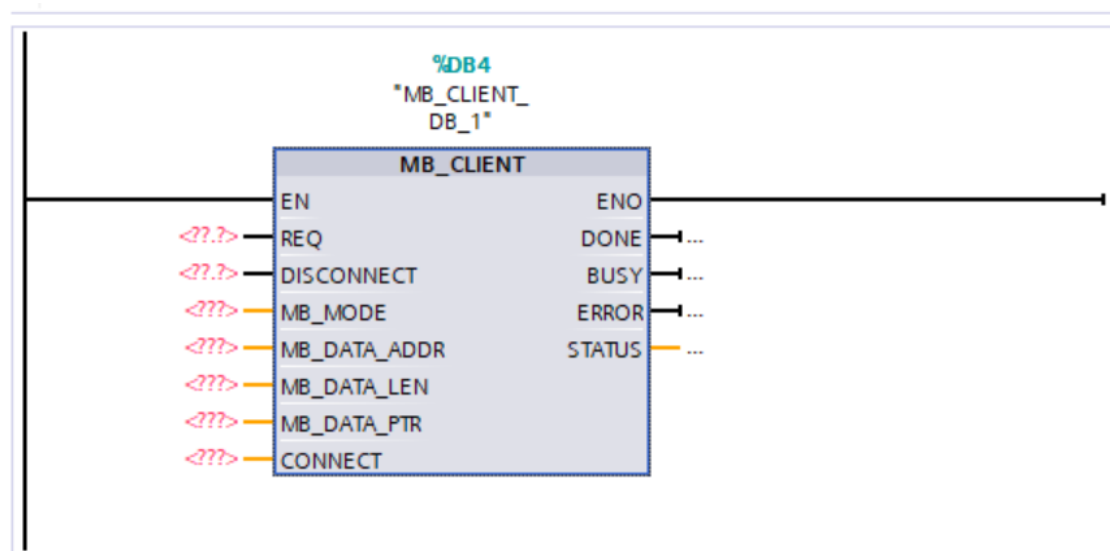 %DB4
"MB_CLIENT_
DB_1"
MB_CLIENT
EN ENO
<??.?> REQ DONE ...
<??.?> DISCONNECT BUSY ...
<???> MB_MODE ERROR ...
<???> MB_DATA_ADDR STATUS ...
<???> MB_DATA_LEN
<???> MB_DATA_PTR
<???> CONNECT